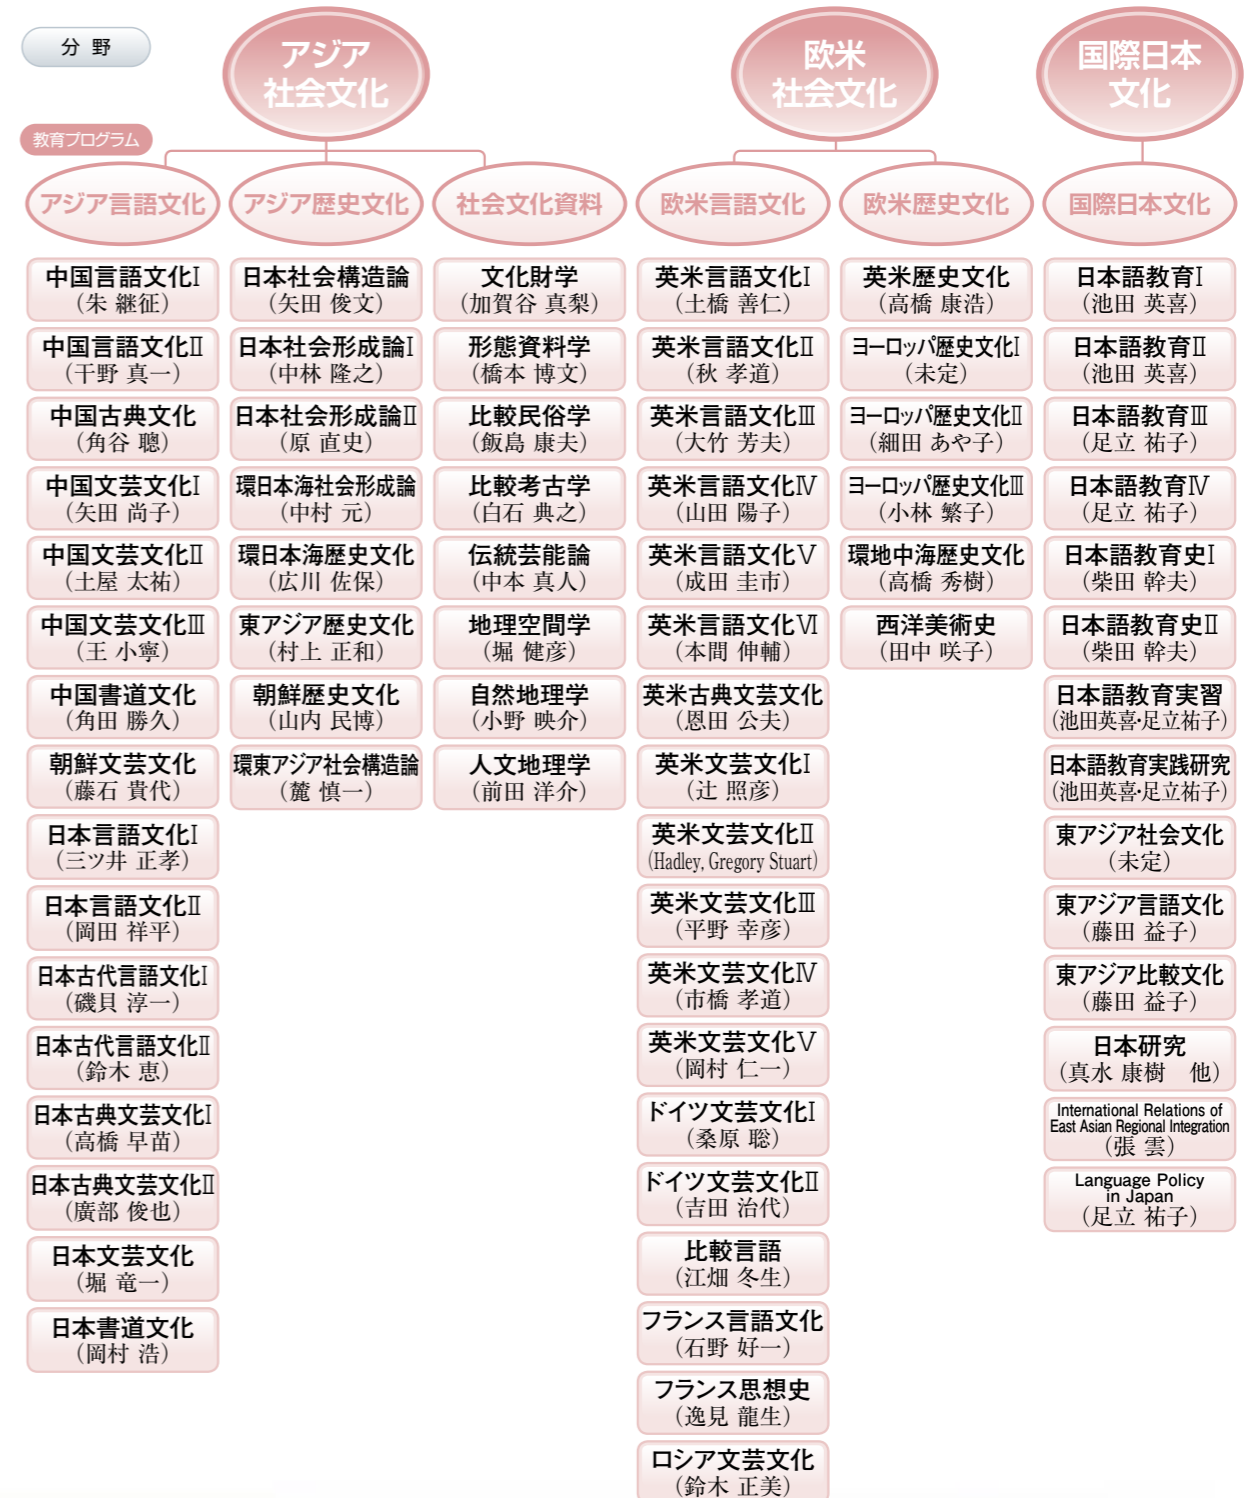 分 野
アジア
社会文化
欧米
社会文化
国際日本
文化
教育プログラム
アジア言語文化
アジア歴史文化
社会文化資料
欧米言語文化
欧米歴史文化
国際日本文化
中国言語文化Ⅰ
（朱 継征）
中国言語文化Ⅱ
（干野 真一）
中国古典文化
（角谷 聰）
中国文芸文化Ⅰ
（矢田 尚子）
中国文芸文化Ⅱ
（土屋 太祐）
中国文芸文化Ⅲ
（王 小寧）
中国書道文化
（角田 勝久）
朝鮮文芸文化
（藤石 貴代）
日本言語文化Ⅰ
（三ツ井 正孝）
日本言語文化Ⅱ
（岡田 祥平）
日本古代言語文化Ⅰ
（磯貝 淳一）
日本古代言語文化Ⅱ
（鈴木 恵）
日本古典文芸文化Ⅰ
（高橋 早苗）
日本古典文芸文化Ⅱ
（廣部 俊也）
日本文芸文化
（堀 竜一）
日本書道文化
（岡村 浩）
日本社会構造論
（矢田 俊文）
日本社会形成論Ⅰ
（中林 隆之）
日本社会形成論Ⅱ
（原 直史）
環日本海社会形成論
（中村 元）
環日本海歴史文化
（広川 佐保）
東アジア歴史文化
（村上 正和）
朝鮮歴史文化
（山内 民博）
環東アジア社会構造論
（麓 慎一）
文化財学
（加賀谷 真梨）
形態資料学
（橋本 博文）
比較民俗学
（飯島 康夫）
比較考古学
（白石 典之）
伝統芸能論
（中本 真人）
地理空間学
（堀 健彦）
自然地理学
（小野 映介）
人文地理学
（前田 洋介）
英米言語文化Ⅰ
（土橋 善仁）
英米言語文化Ⅱ
（秋 孝道）
英米言語文化Ⅲ
（大竹 芳夫）
英米言語文化Ⅳ
（山田 陽子）
英米言語文化Ⅴ
（成田 圭市）
英米言語文化Ⅵ
（本間 伸輔）
英米古典文芸文化
（恩田 公夫）
英米文芸文化Ⅰ
（辻 照彦）
英米文芸文化Ⅱ
（Hadley, Gregory Stuart）
英米文芸文化Ⅲ
（平野 幸彦）
英米文芸文化Ⅳ
（市橋 孝道）
英米文芸文化Ⅴ
（岡村 仁一）
ドイツ文芸文化Ⅰ
（桑原 聡）
ドイツ文芸文化Ⅱ
（吉田 治代）
比較言語
（江畑 冬生）
フランス言語文化
（石野 好一）
フランス思想史
（逸見 龍生）
ロシア文芸文化
（鈴木 正美）
英米歴史文化
（高橋 康浩）
ヨーロッパ歴史文化Ⅰ
（未定）
ヨーロッパ歴史文化Ⅱ
（細田 あや子）
ヨーロッパ歴史文化Ⅲ
（小林 繁子）
環地中海歴史文化
（高橋 秀樹）
西洋美術史
（田中 咲子）
日本語教育Ⅰ
（池田 英喜）
日本語教育Ⅱ
（池田 英喜）
日本語教育Ⅲ
（足立 祐子）
日本語教育Ⅳ
（足立 祐子）
日本語教育史Ⅰ
（柴田 幹夫）
日本語教育史Ⅱ
（柴田 幹夫）
日本語教育実習
（池田英喜・足立祐子）
日本語教育実践研究
（池田英喜・足立祐子）
東アジア社会文化
（未定）
東アジア言語文化
（藤田 益子）
東アジア比較文化
（藤田 益子）
日本研究
（真水 康樹　他）
International Relations of
East Asian Regional Integration
（張 雲）
Language Policy
in Japan
（足立 祐子）